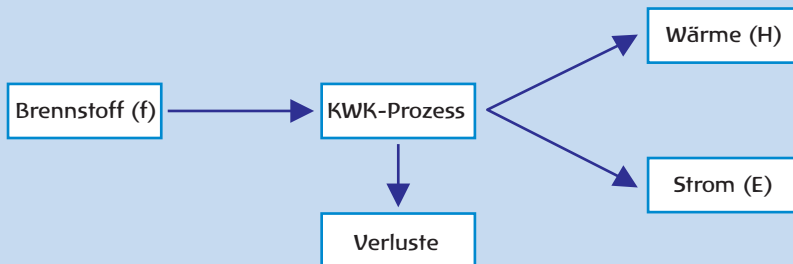 Wärme (H)
Brennstoff (f)
KWK-Prozess
Strom (E)
Verluste